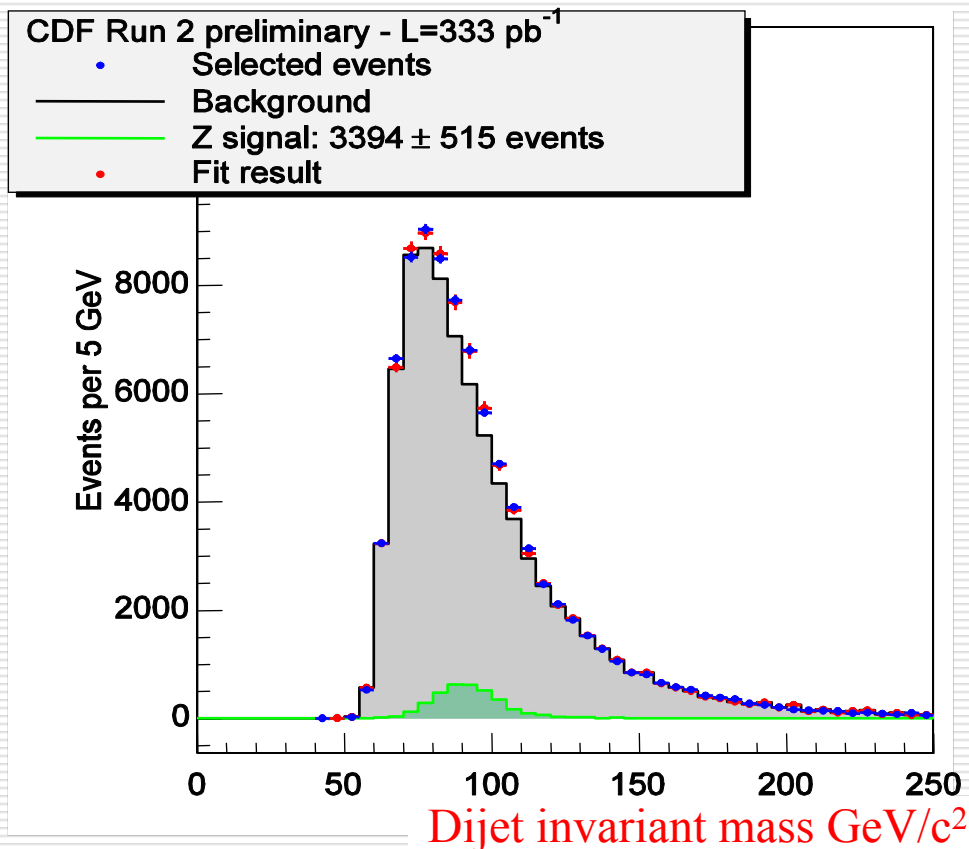 CDF Run 2 preliminary - L=333 pb⁻¹
Selected events
Background
Z signal: 3394 ± 515 events
Fit result
Events per 5 GeV
8000
6000
4000
2000
0
0 50 100 150 200 250
Dijet invariant mass GeV/c²